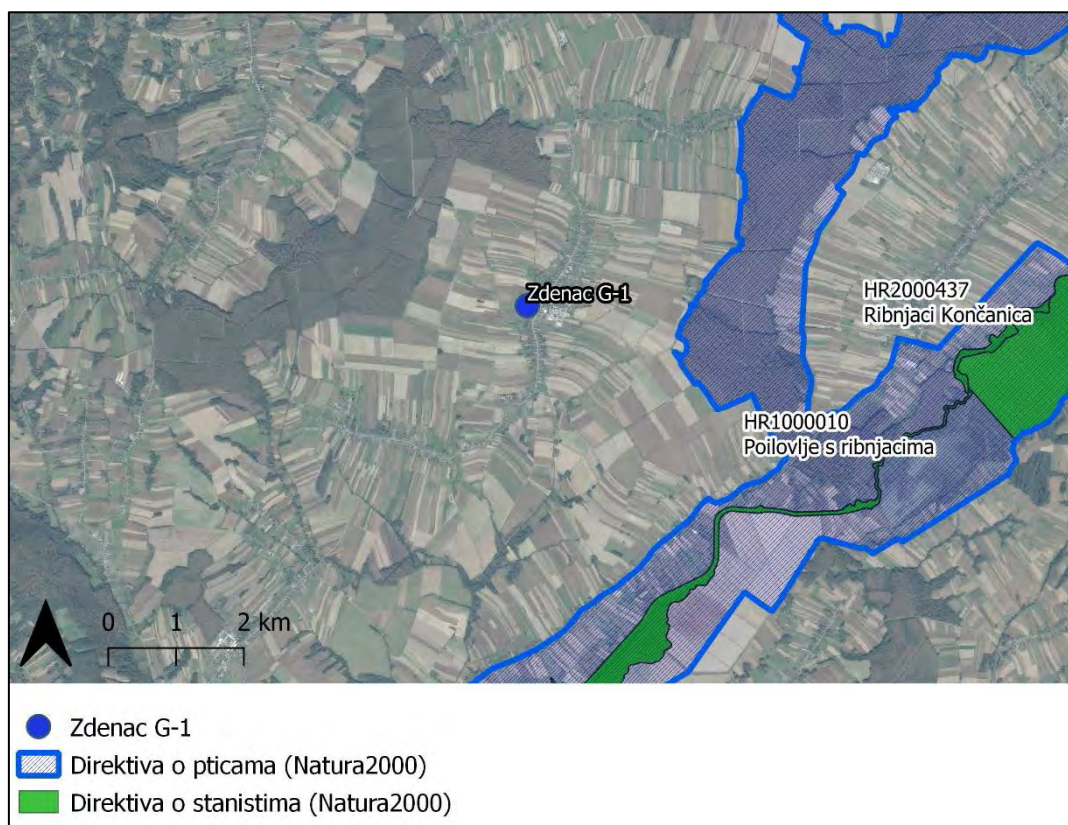 Zdenac G-1
HR2000437
Ribnjaci Končanica
HR1000010
Poilovlje s ribnjacima
0 1 2 km
Zdenac G-1
Direktiva o pticama (Natura2000)
Direktiva o stanistima (Natura2000)